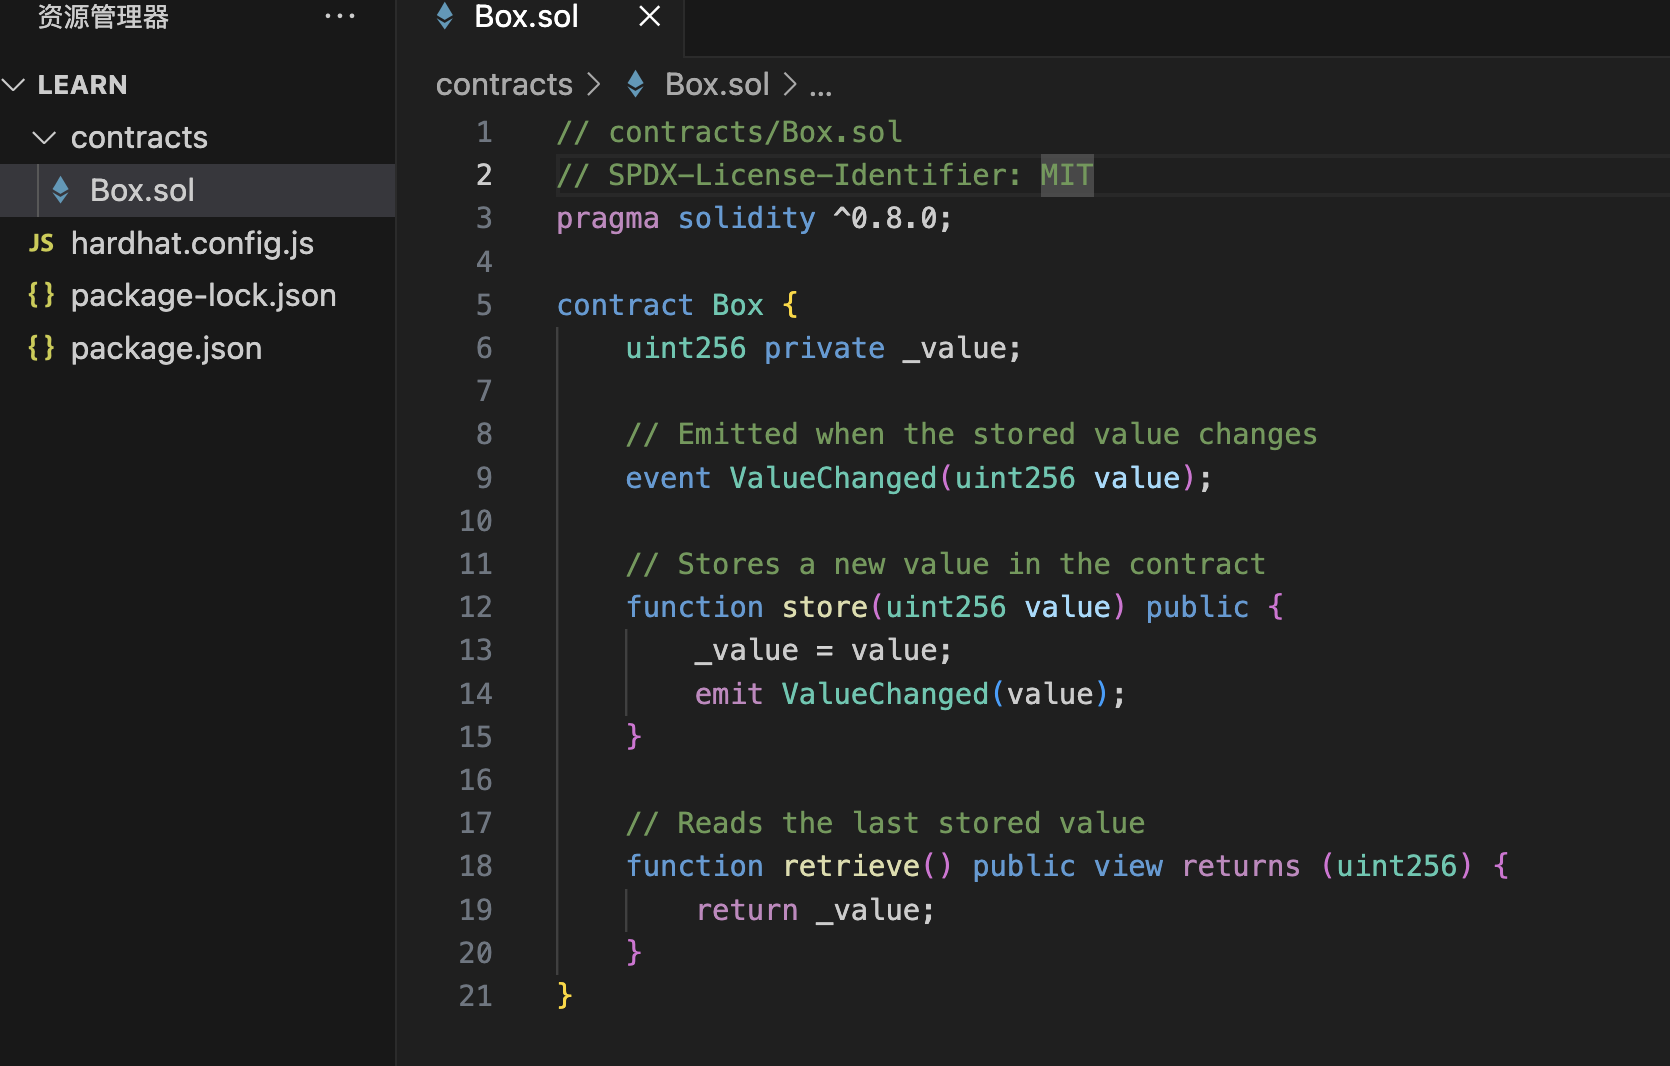 资源管理器 ...
LEARN
contracts
Box.sol
JS hardhat.config.js
{} package-lock.json
{} package.json
Box.sol
contracts > Box.sol > ...
1 // contracts/Box.sol
2 // SPDX-License-Identifier: MIT
3 pragma solidity ^0.8.0;
4
5 contract Box {
6     uint256 private _value;
7
8     // Emitted when the stored value changes
9     event ValueChanged(uint256 value);
10
11     // Stores a new value in the contract
12     function store(uint256 value) public {
13         _value = value;
14         emit ValueChanged(value);
15     }
16
17     // Reads the last stored value
18     function retrieve() public view returns (uint256) {
19         return _value;
20     }
21 }